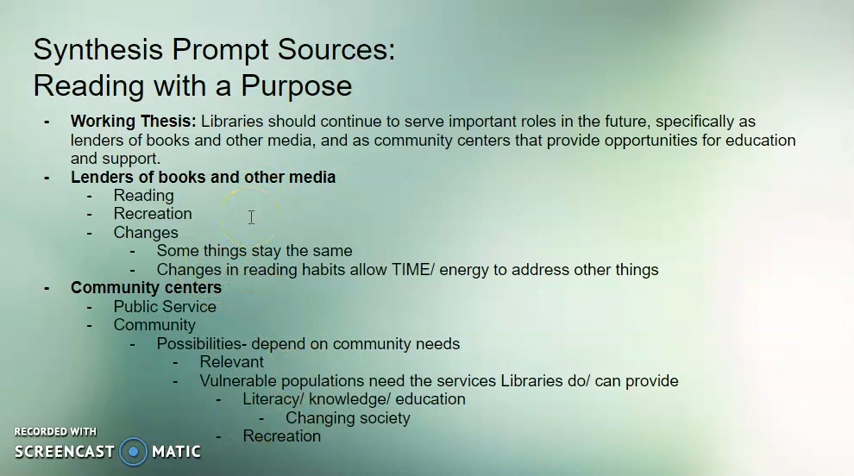 Synthesis Prompt Sources:
Reading with a Purpose
- Working Thesis: Libraries should continue to serve important roles in the future, specifically as
lenders of books and other media, and as community centers that provide opportunities for education
and support.
- Lenders of books and other media
- Reading
- Recreation
- Changes
- Some things stay the same
- Changes in reading habits allow TIME/ energy to address other things
- Community centers
- Public Service
- Community
- Possibilities- depend on community needs
- Relevant
- Vulnerable populations need the services Libraries do/ can provide
- Literacy/ knowledge/ education
- Changing society
- Recreation
RECORDED WITH
SCREENCAST MATIC